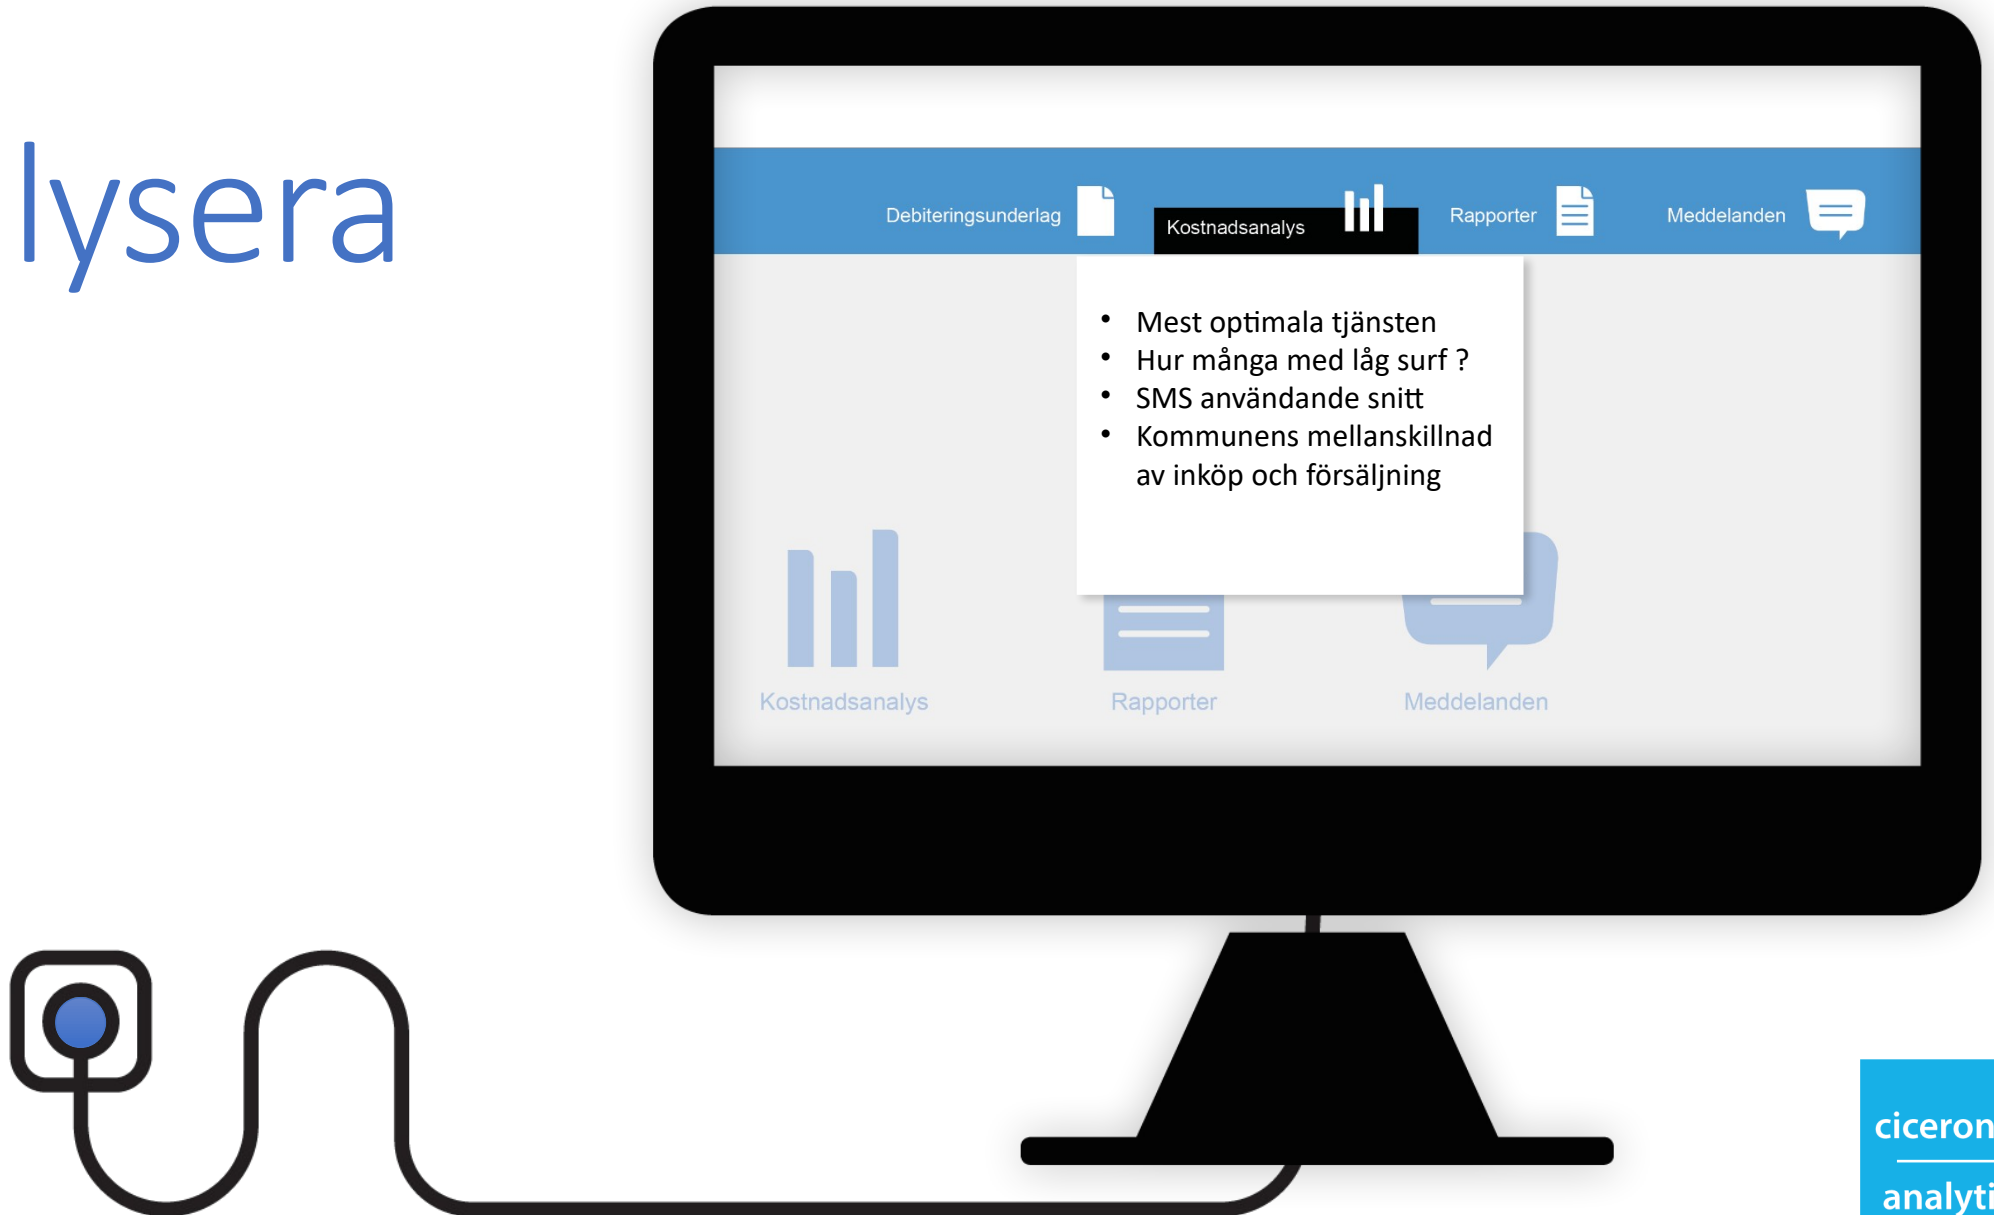 lysera
Debiteringsunderlag
Kostnadsanalys
Rapporter
Meddelanden
• Mest optimala tjänsten
• Hur många med låg surf ?
• SMS användande snitt
• Kommunens mellanskillnad
av inköp och försäljning
Kostnadsanalys
Rapporter
Meddelanden
ciceron
analyti